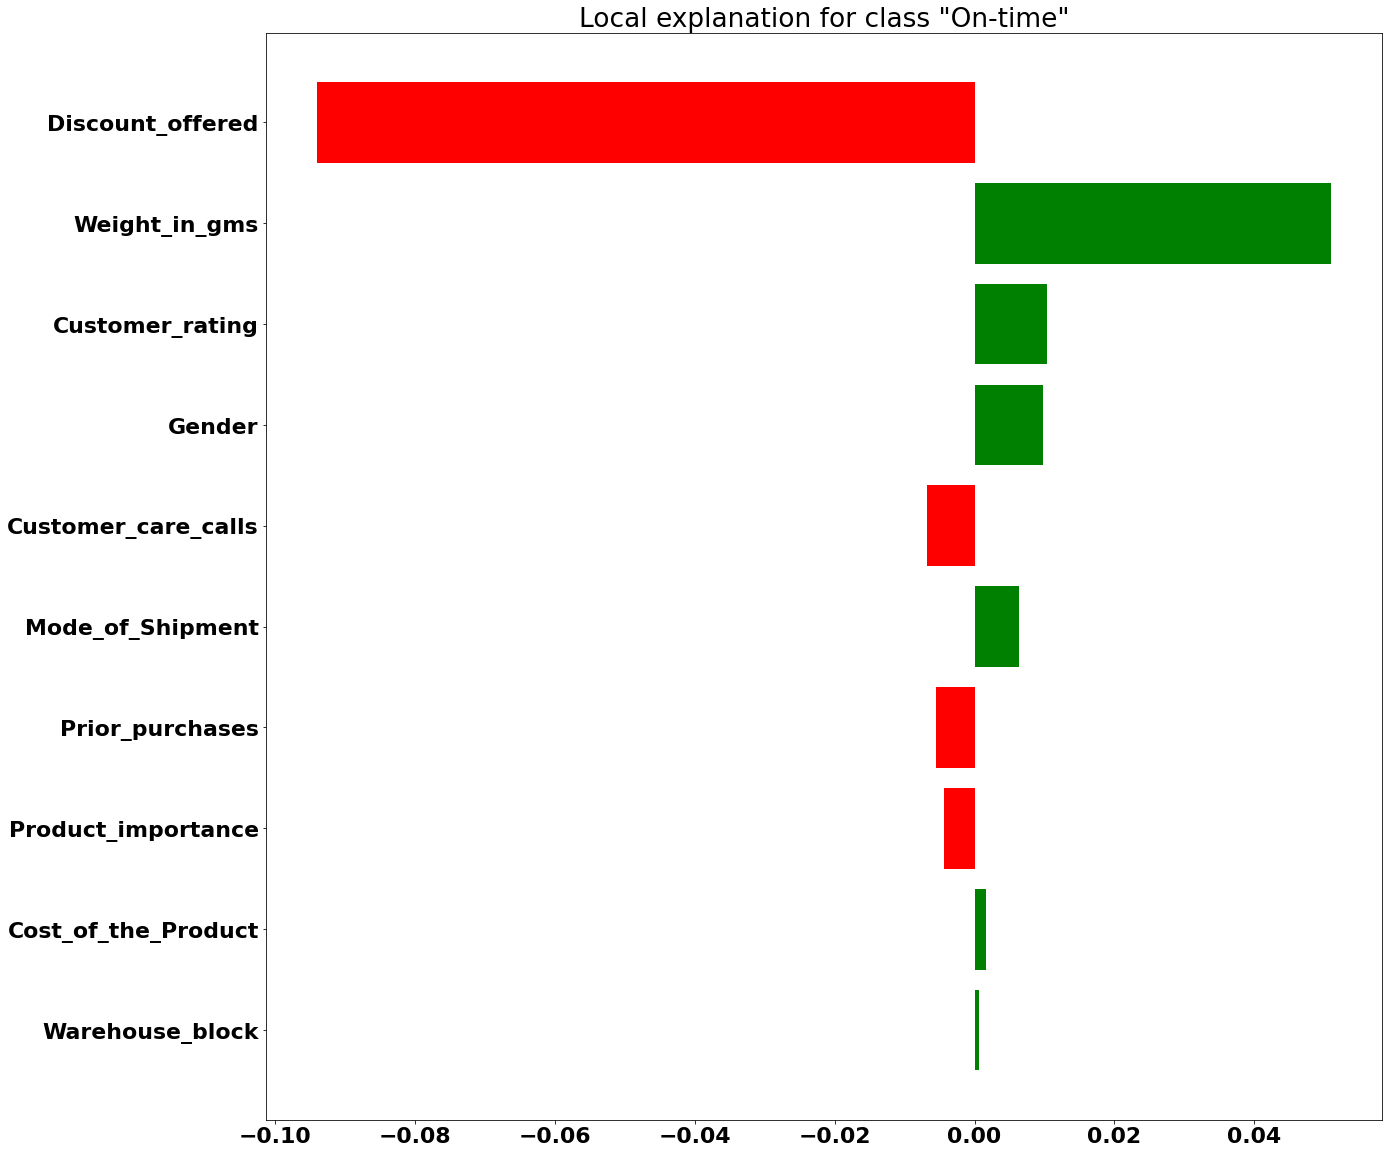 Local explanation for class "On-time"
Discount_offered
Weight_in_gms
Customer_rating
Gender
Customer_care_calls
Mode_of_Shipment
Prior_purchases
Product_importance
Cost_of_the_Product
Warehouse_block
−0.10 −0.08 −0.06 −0.04 −0.02 0.00 0.02 0.04